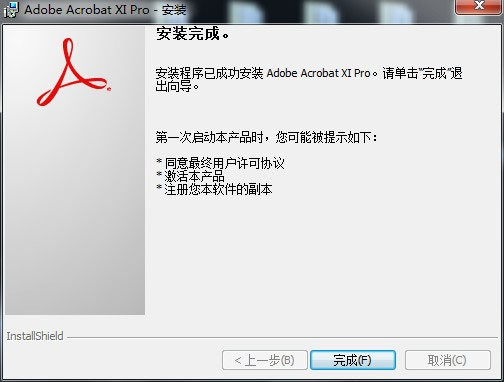 Adobe Acrobat XI Pro - 安装
安装完成。
安装程序已成功安装 Adobe Acrobat XI Pro。请单击“完成”退
出向导。
第一次启动本产品时，您可能被提示如下：
* 同意最终用户许可协议
* 激活本产品
* 注册您本软件的副本
InstallShield
< 上一步(B) 完成(F) 取消(C)